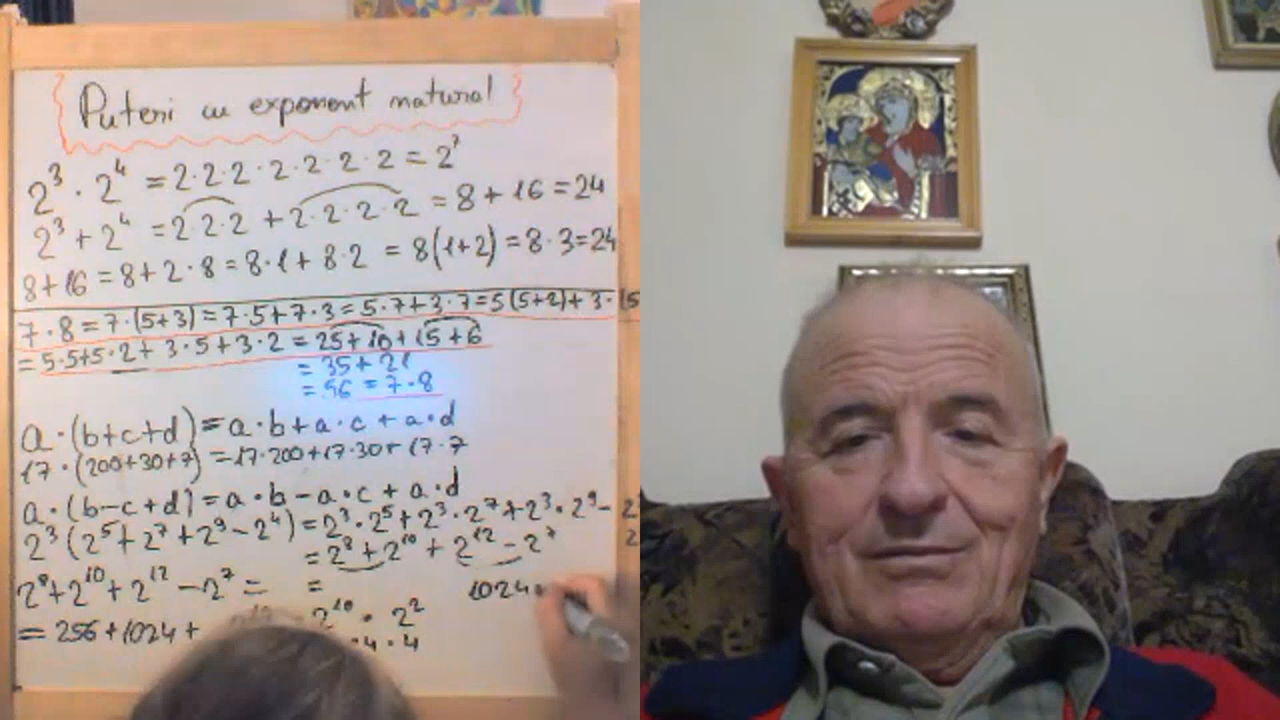 Puteri cu exponent natural
2³ · 2⁴ = 2·2·2·2·2·2·2 = 2⁷
2³ + 2⁴ = 2·2·2 + 2·2·2·2 = 8 + 16 = 24
8+16 = 8+2·8 = 8·1 + 8·2 = 8(1+2) = 8·3=24
7·8 = 7·(5+3) = 7·5+7·3 = 5·7+3·7 = 5(5+2) + 3·(5
= 5·5+5·2 + 3·5+3·2 = 25+10+15+6
= 35 + 21
= 56 = 7·8
a·(b+c+d) = a·b + a·c + a·d
17·(200+30+7) = 17·200+17·30+17·7
a·(b-c+d) = a·b - a·c + a·d
2³(2⁵+2⁷+2⁹-2⁴) = 2³·2⁵+2³·2⁷+2³·2⁹-
= 2⁸ + 2¹⁰ + 2¹² - 2⁷
2⁸+2¹⁰+2¹²-2⁷ = =
1024·
= 256+1024+
2¹⁰·2²
4·4